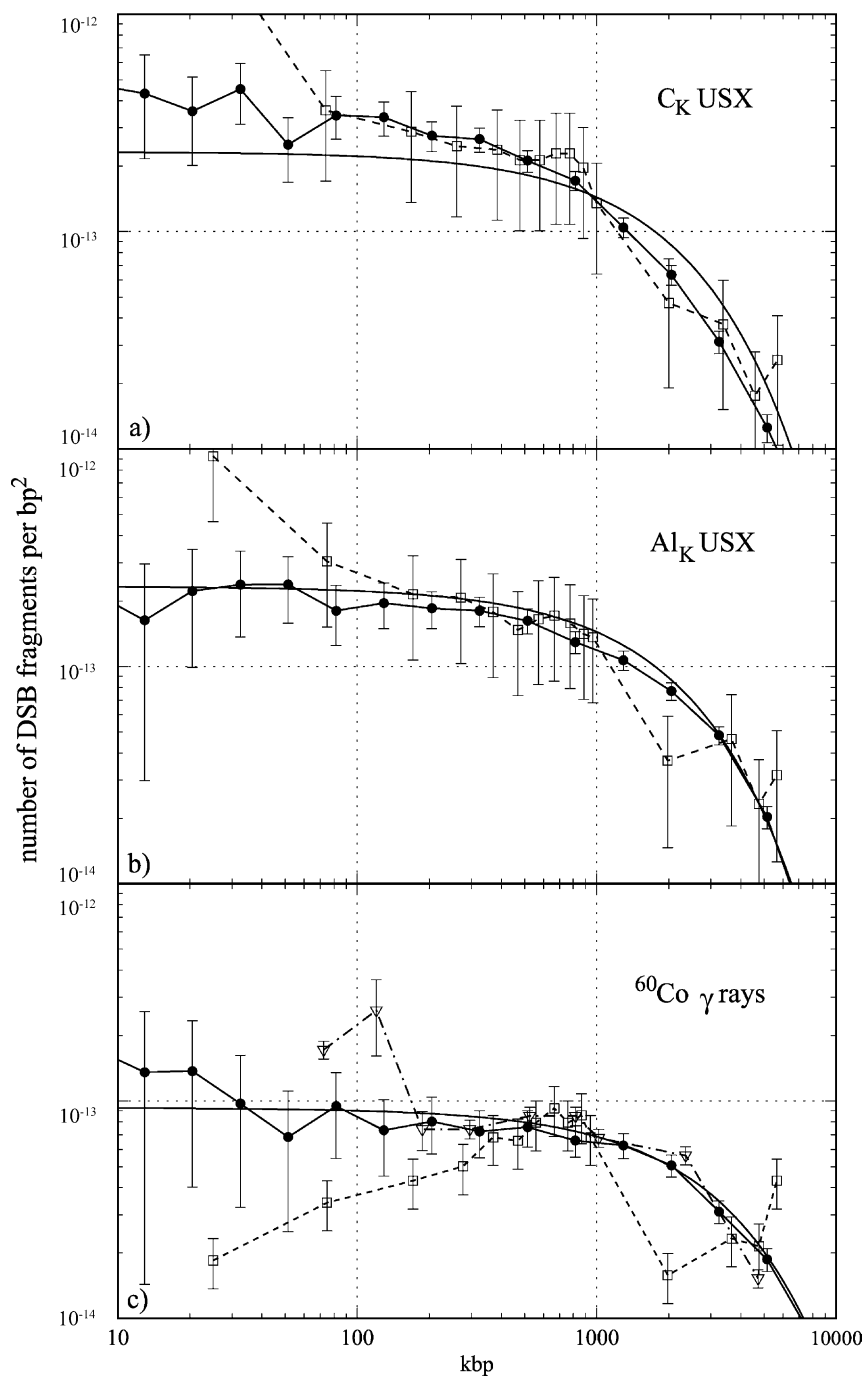 10⁻¹²
C_K USX
10⁻¹³
a)
10⁻¹⁴
10⁻¹²
Al_K USX
number of DSB fragments per bp²
10⁻¹³
b)
10⁻¹⁴
10⁻¹²
⁶⁰Co γ rays
10⁻¹³
c)
10⁻¹⁴
10 100 1000 10000
kbp